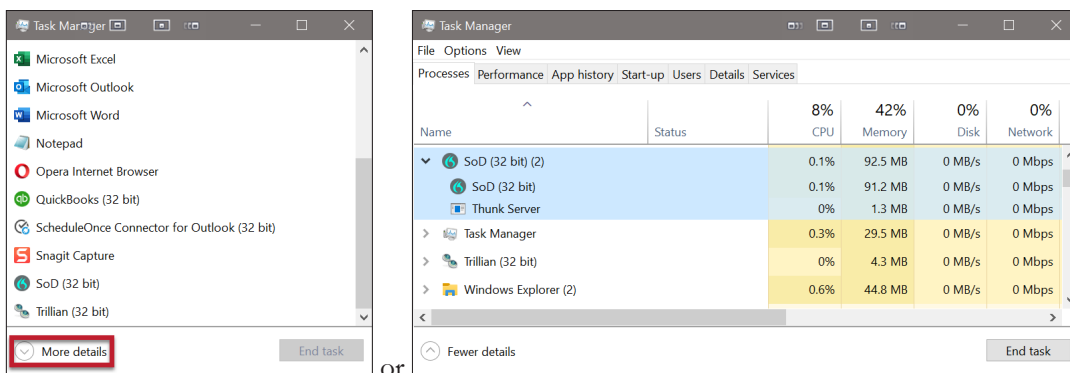 Task Manager
Microsoft Excel
Microsoft Outlook
Microsoft Word
Notepad
Opera Internet Browser
QuickBooks (32 bit)
ScheduleOnce Connector for Outlook (32 bit)
Snagit Capture
SoD (32 bit)
Trillian (32 bit)
More details End task
or
Task Manager
File Options View
Processes Performance App history Start-up Users Details Services
8% 42% 0% 0%
Name Status CPU Memory Disk Network
SoD (32 bit) (2) 0.1% 92.5 MB 0 MB/s 0 Mbps
SoD (32 bit) 0.1% 91.2 MB 0 MB/s 0 Mbps
Thunk Server 0% 1.3 MB 0 MB/s 0 Mbps
Task Manager 0.3% 29.5 MB 0 MB/s 0 Mbps
Trillian (32 bit) 0% 4.3 MB 0 MB/s 0 Mbps
Windows Explorer (2) 0.6% 44.8 MB 0 MB/s 0 Mbps
Fewer details End task